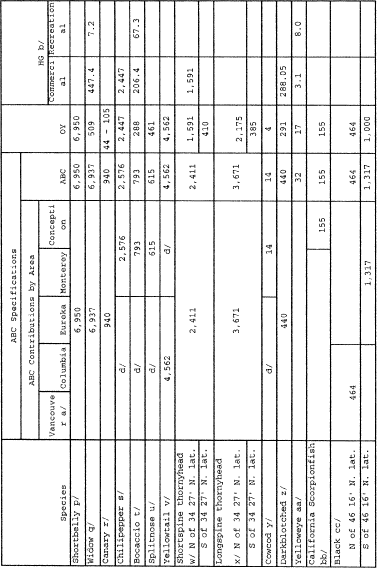 ABC Specifications
ABC Contributions by Area
HG b/
Species
Vancouve
r a/
Columbia
Eureka
Monterey
Concepti
on
ABC
OY
Commerci
al
Recreation
al
Shortbelly p/ 6,950 6,950 6,950
Widow q/ 6,937 6,937 509 447.4 7.2
Canary r/ 940 940 44 - 105
Chilipepper s/ d/ 2,576 2,576 2,447 2,447
Bocaccio t/ d/ 793 793 288 206.4 67.3
Splitnose u/ d/ 615 615 461
Yellowtail v/ 4,562 d/ 4,562 4,562
Shortspine thornyhead
w/ N of 34 27' N. lat. 2,411 2,411 1,591 1,591
S of 34 27' N. lat. 410
Longspine thornyhead
x/ N of 34 27' N. lat. 3,671 3,671 2,175
S of 34 27' N. lat. 385
Cowcod y/ d/ 14 14 4
Darkblotched z/ 440 440 291 288.05
Yelloweye aa/ 32 17 3.1 8.0
California Scorpionfish
bb/ 155 155 155
Black cc/
N of 46 16' N. lat. 464 464 464
S of 46 16' N. lat. 1,317 1,317 1,000